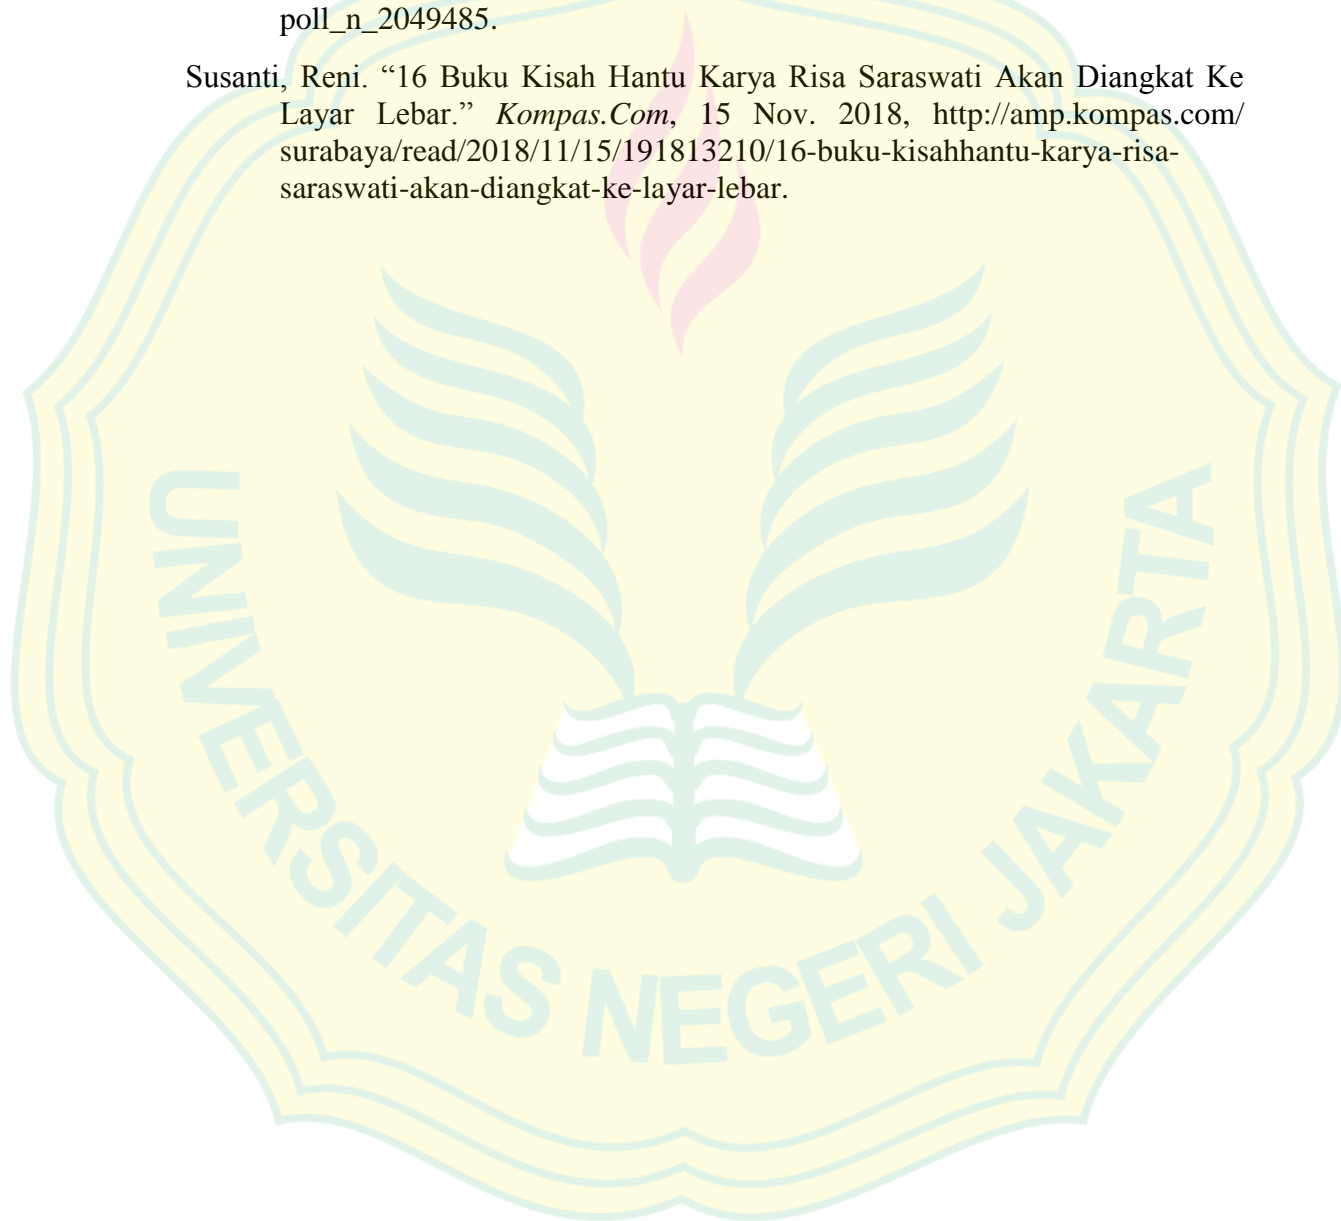 poll_n_2049485.
Susanti, Reni. “16 Buku Kisah Hantu Karya Risa Saraswati Akan Diangkat Ke
Layar Lebar.” Kompas.Com, 15 Nov. 2018, http://amp.kompas.com/
surabaya/read/2018/11/15/191813210/16-buku-kisahhantu-karya-risa-
saraswati-akan-diangkat-ke-layar-lebar.
UNIVERSITAS NEGERI JAKARTA